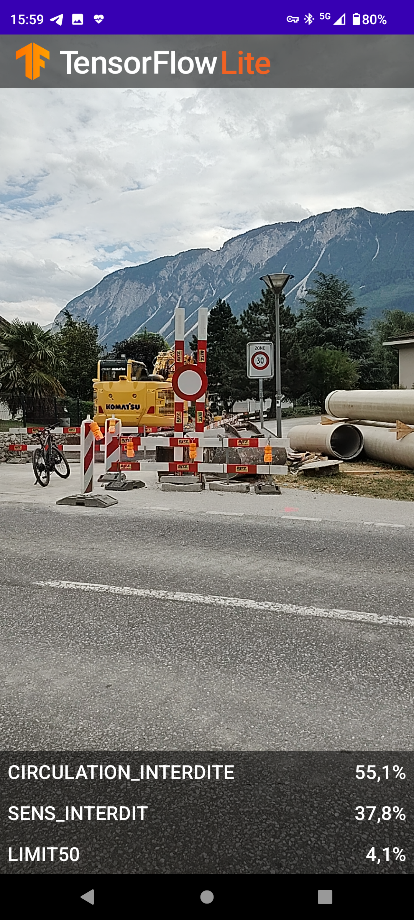 15:59
5G
80%
TensorFlow Lite
ZONE
30
KOMATSU
CIRCULATION_INTERDITE 55,1%
SENS_INTERDIT 37,8%
LIMIT50 4,1%